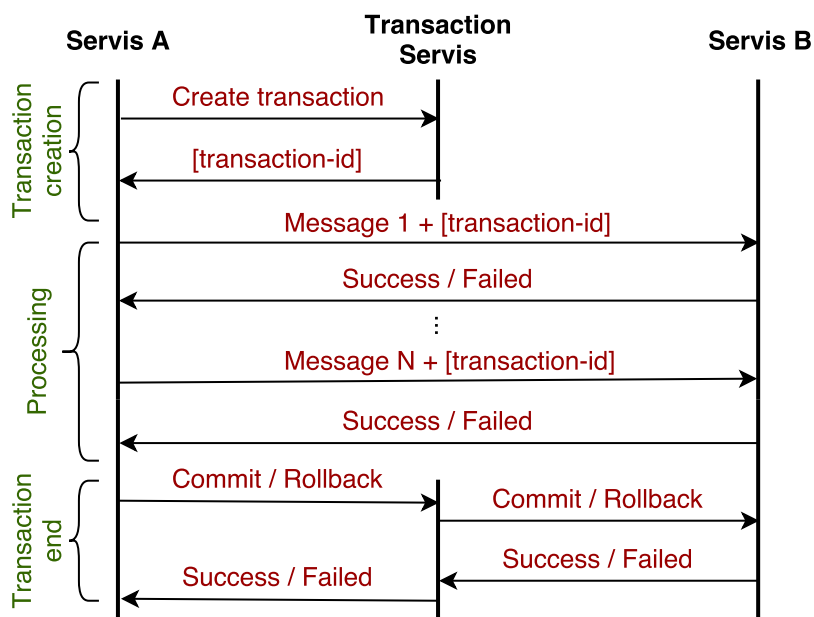 Servis A
Transaction
Servis
Servis B
Transaction
creation
Create transaction
[transaction-id]
Message 1 + [transaction-id]
Processing
Success / Failed
...
Message N + [transaction-id]
Success / Failed
Transaction
end
Commit / Rollback
Commit / Rollback
Success / Failed
Success / Failed